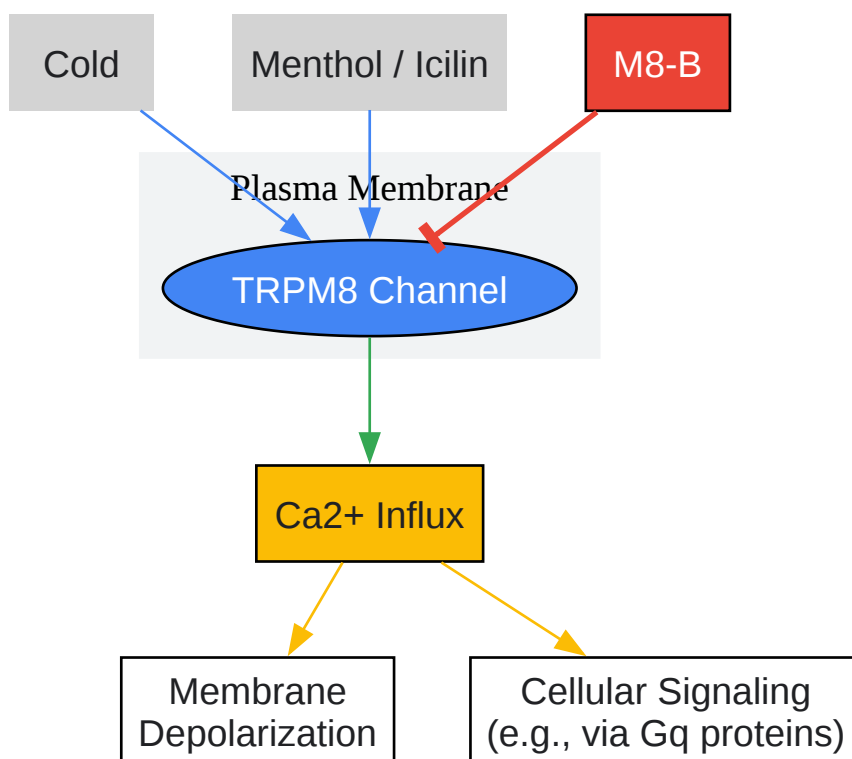 Cold
Menthol / Icilin
M8-B
Plasma Membrane
TRPM8 Channel
Ca2+ Influx
Membrane
Depolarization
Cellular Signaling
(e.g., via Gq proteins)